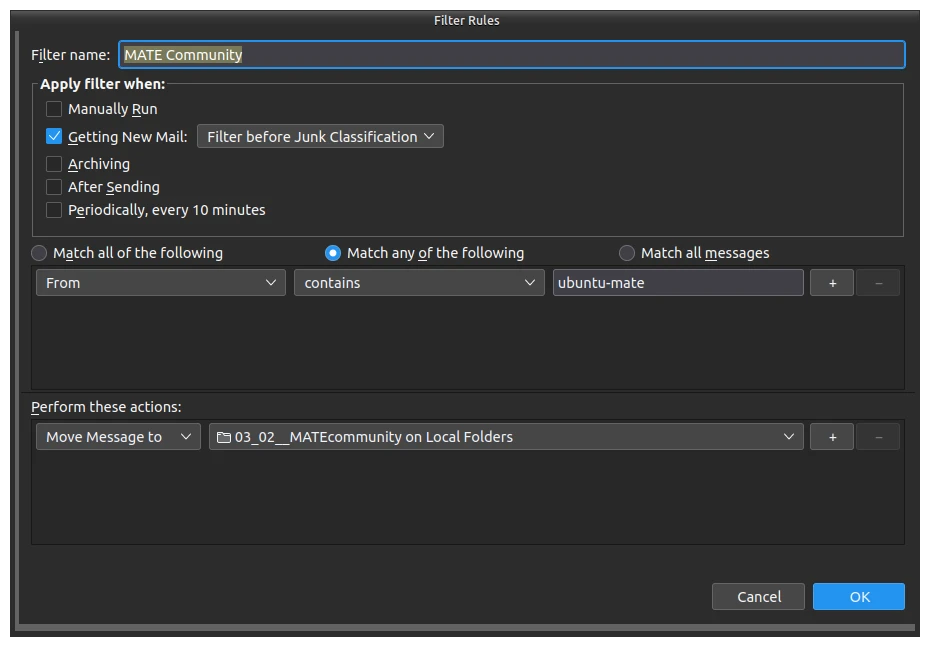 Filter Rules
Filter name: MATE Community
Apply filter when:
Manually Run
Getting New Mail: Filter before Junk Classification
Archiving
After Sending
Periodically, every 10 minutes
Match all of the following Match any of the following Match all messages
From contains ubuntu-mate + −
Perform these actions:
Move Message to 03_02__MATEcommunity on Local Folders + −
Cancel OK